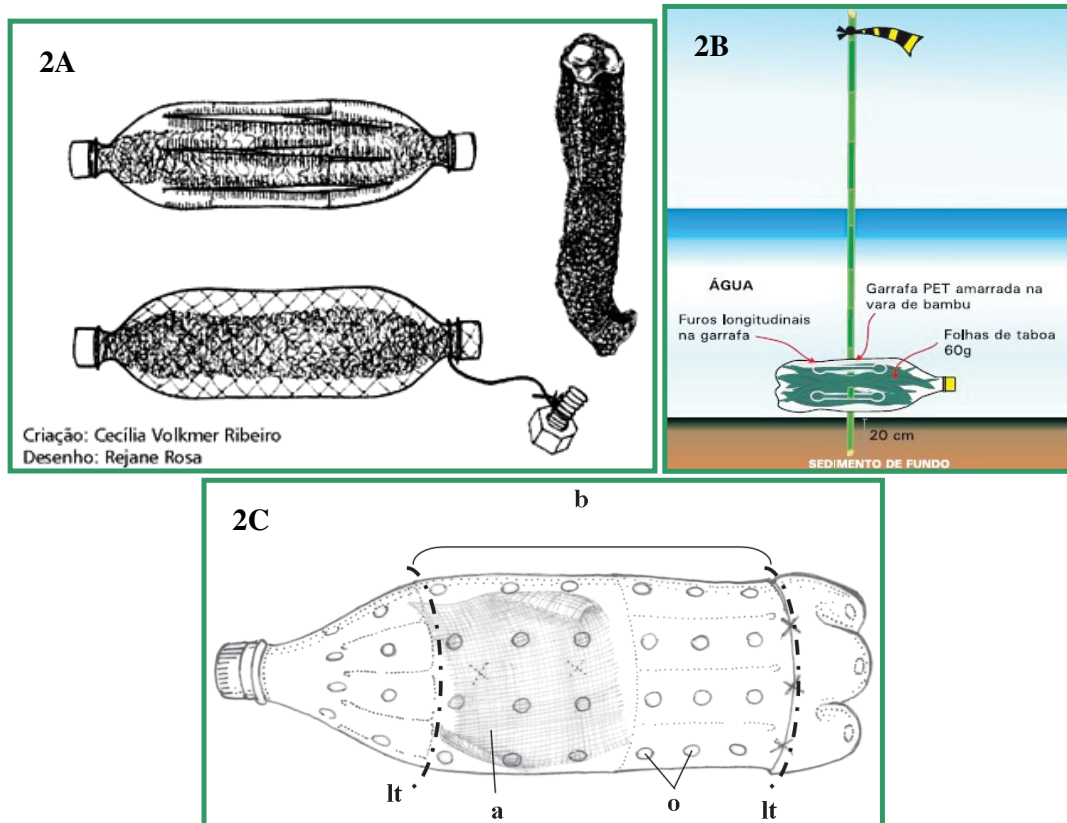 2A
Criação: Cecília Volkmer Ribeiro
Desenho: Rejane Rosa
2B
ÁGUA
Garrafa PET amarrada na
vara de bambu
Furos longitudinais
na garrafa
Folhas de taboa
60g
20 cm
SEDIMENTO DE FUNDO
2C
b
lt
a
o
lt